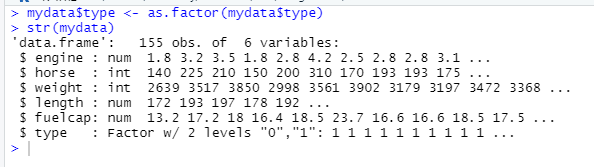 > mydata$type <- as.factor(mydata$type)
> str(mydata)
'data.frame':   155 obs. of  6 variables:
 $ engine : num  1.8 3.2 3.5 1.8 2.8 4.2 2.5 2.8 2.8 3.1 ...
 $ horse  : int  140 225 210 150 200 310 170 193 193 175 ...
 $ weight : int  2639 3517 3850 2998 3561 3902 3179 3197 3472 3368 ...
 $ length : num  172 193 197 178 192 ...
 $ fuelcap: num  13.2 17.2 18 16.4 18.5 23.7 16.6 16.6 18.5 17.5 ...
 $ type   : Factor w/ 2 levels "0","1": 1 1 1 1 1 1 1 1 1 1 ...
>